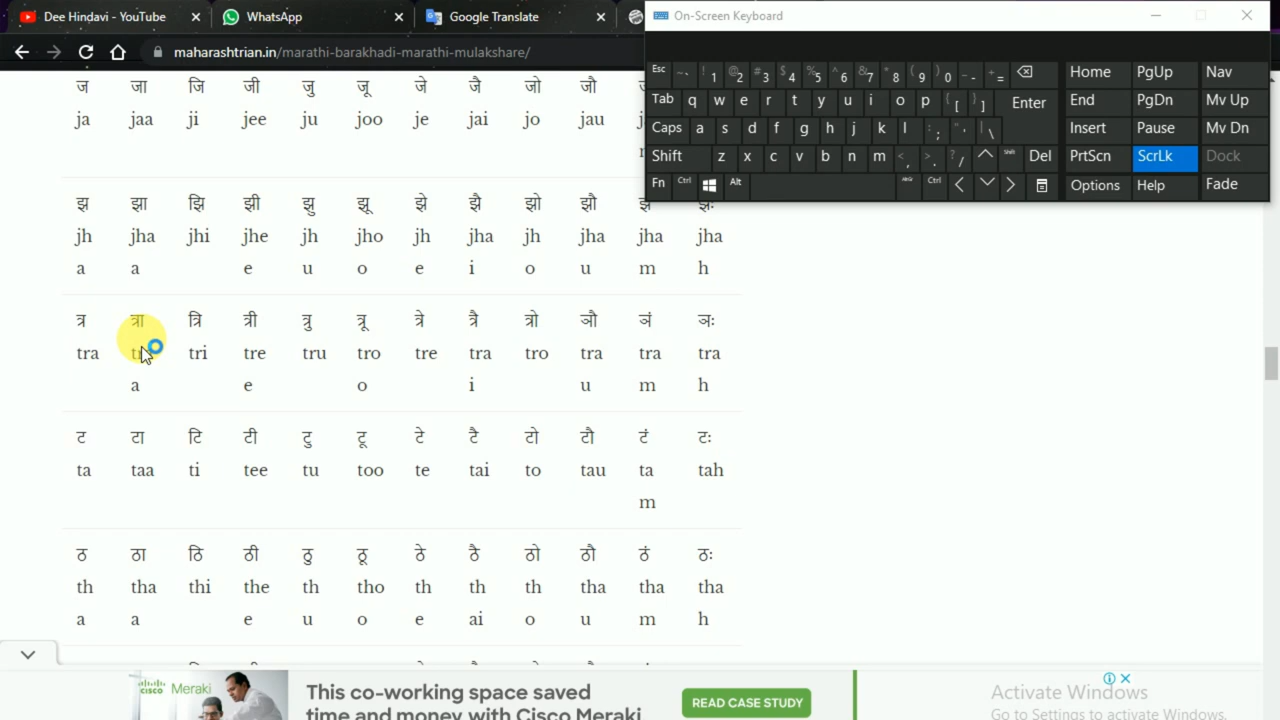 Dee Hindavi - YouTube
WhatsApp
Google Translate
On-Screen Keyboard
maharashtrian.in/marathi-barakhadi-marathi-mulakshare/
Esc ~ ` ! 1 @ 2 # 3 $ 4 % 5 ^ 6 & 7 * 8 ( 9 ) 0 _ - + = Home PgUp Nav
Tab q w e r t y u i o p { [ } ] Enter End PgDn Mv Up
Caps a s d f g h j k l : ; " ' | \ Insert Pause Mv Dn
Shift z x c v b n m < , > . ? / Shift Del PrtScn ScrLk Dock
Fn Ctrl Alt AltGr Ctrl Options Help Fade
ज जा जि जी जु जू जे जै जो जौ
ja jaa ji jee ju joo je jai jo jau
झ झा झि झी झु झू झे झै झो झौ झं झः
jh jha jhi jhe jh jho jh jha jh jha jha jha
a a e u o e i o u m h
त्र त्रा त्रि त्री त्रु त्रू त्रे त्रै त्रो ञौ ञं ञः
tra tri tre tru tro tre tra tro tra tra tra
a e o i u m h
ट टा टि टी टु टू टे टै टो टौ टं टः
ta taa ti tee tu too te tai to tau ta tah
m
ठ ठा ठि ठी ठु ठू ठे ठै ठो ठौ ठं ठः
th tha thi the th tho th th th tha tha tha
a a e u o e ai o u m h
CISCO Meraki
This co-working space saved
time and money with Cisco Meraki
READ CASE STUDY
Activate Windows
Go to Settings to activate Windows.